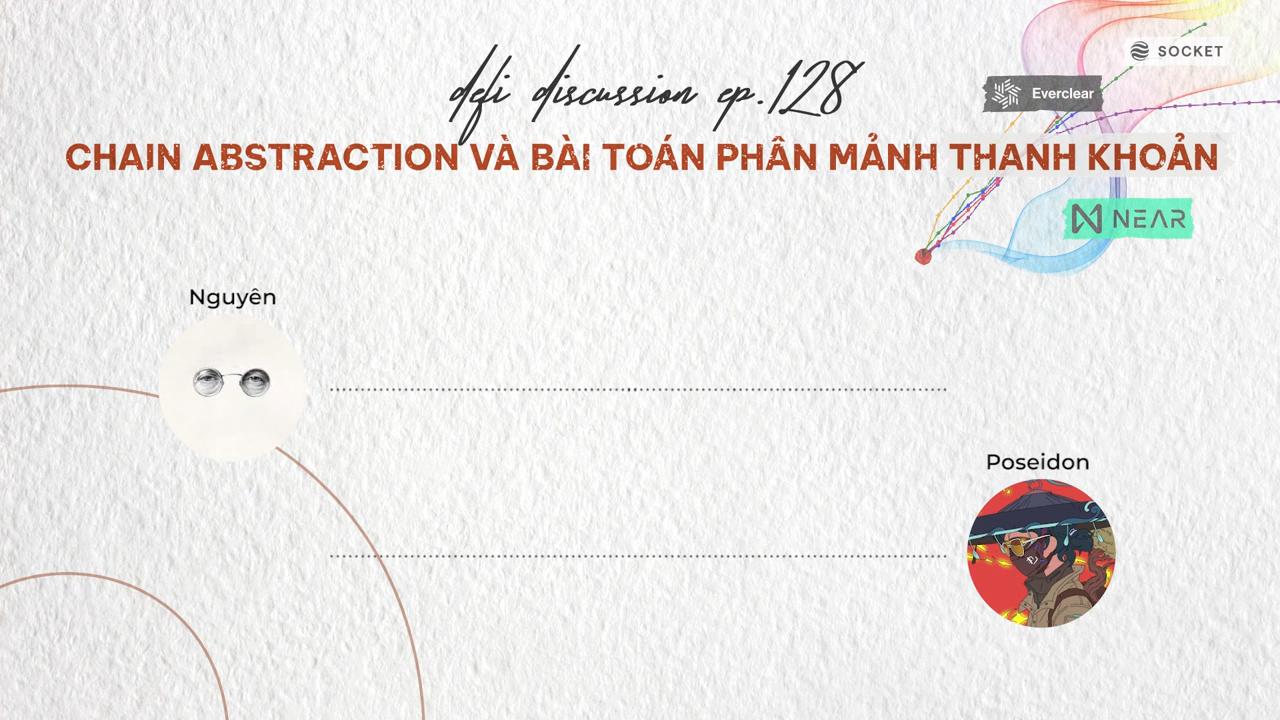 defi discussion ep.128
SOCKET
Everclear
CHAIN ABSTRACTION VÀ BÀI TOÁN PHÂN MẢNH THANH KHOẢN
NEAR
Nguyên
Poseidon